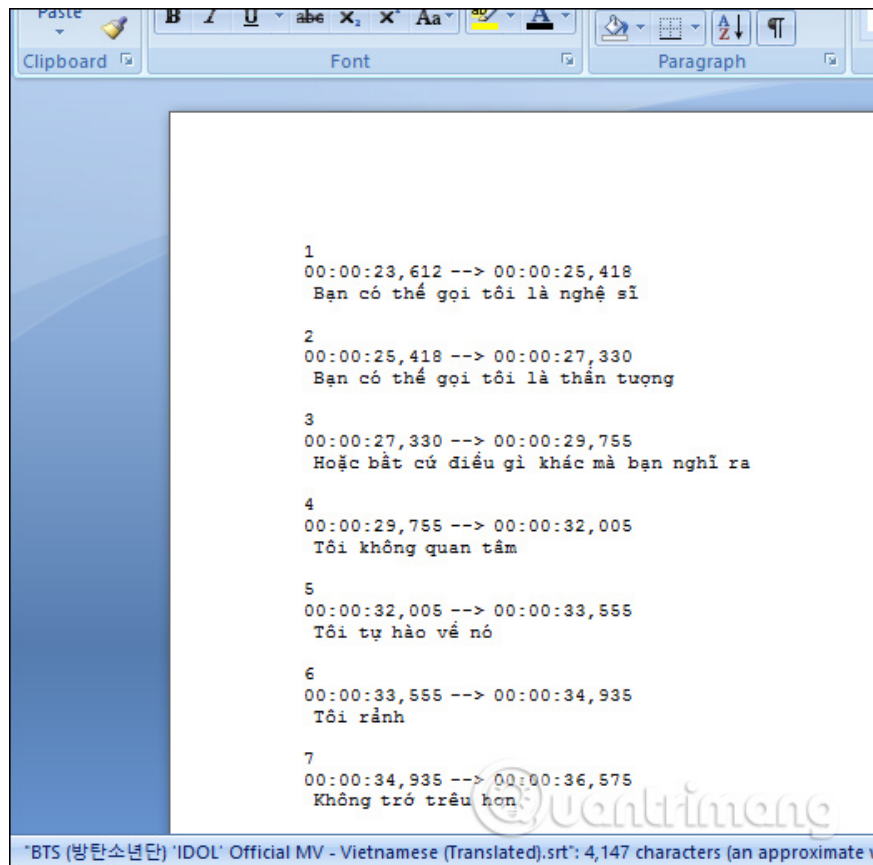 Paste
B I U abe X₂ X² Aa ab A A Z ¶
Clipboard Font Paragraph
1
00:00:23,612 --> 00:00:25,418
Bạn có thể gọi tôi là nghệ sĩ
2
00:00:25,418 --> 00:00:27,330
Bạn có thể gọi tôi là thần tượng
3
00:00:27,330 --> 00:00:29,755
Hoặc bất cứ điều gì khác mà bạn nghĩ ra
4
00:00:29,755 --> 00:00:32,005
Tôi không quan tâm
5
00:00:32,005 --> 00:00:33,555
Tôi tự hào về nó
6
00:00:33,555 --> 00:00:34,935
Tôi rảnh
7
00:00:34,935 --> 00:00:36,575
Không trớ trêu hơn
Quantrimang
"BTS (방탄소년단) 'IDOL' Official MV - Vietnamese (Translated).srt": 4,147 characters (an approximate